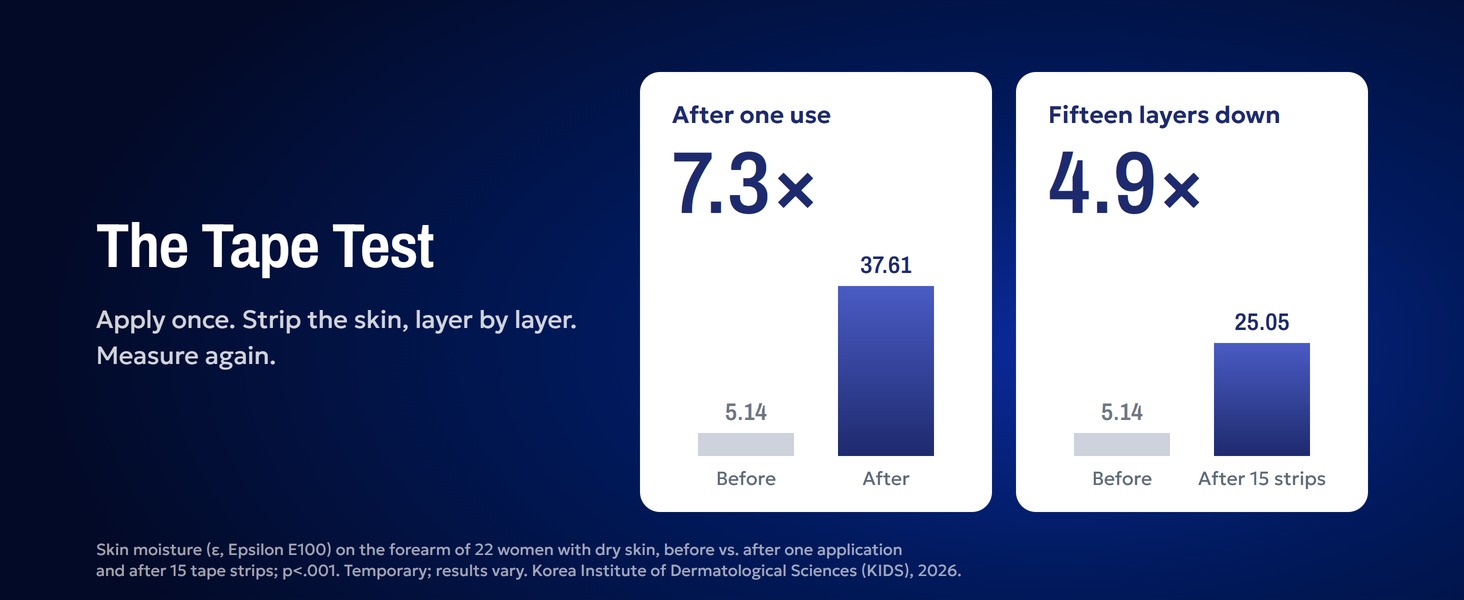 The Tape Test
Apply once. Strip the skin, layer by layer.
Measure again.
After one use
7.3×
5.14
37.61
Before
After
Fifteen layers down
4.9×
5.14
25.05
Before
After 15 strips
Skin moisture (ε, Epsilon E100) on the forearm of 22 women with dry skin, before vs. after one application
and after 15 tape strips; p<.001. Temporary; results vary. Korea Institute of Dermatological Sciences (KIDS), 2026.